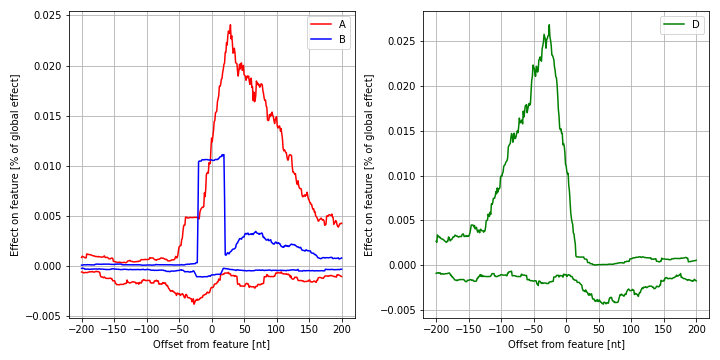 0.025
0.020
0.015
0.010
0.005
0.000
−0.005
−200 −150 −100 −50 0 50 100 150 200
Offset from feature [nt]
Effect on feature [% of global effect]
A
B
0.025
0.020
0.015
0.010
0.005
0.000
−0.005
−200 −150 −100 −50 0 50 100 150 200
Offset from feature [nt]
Effect on feature [% of global effect]
D